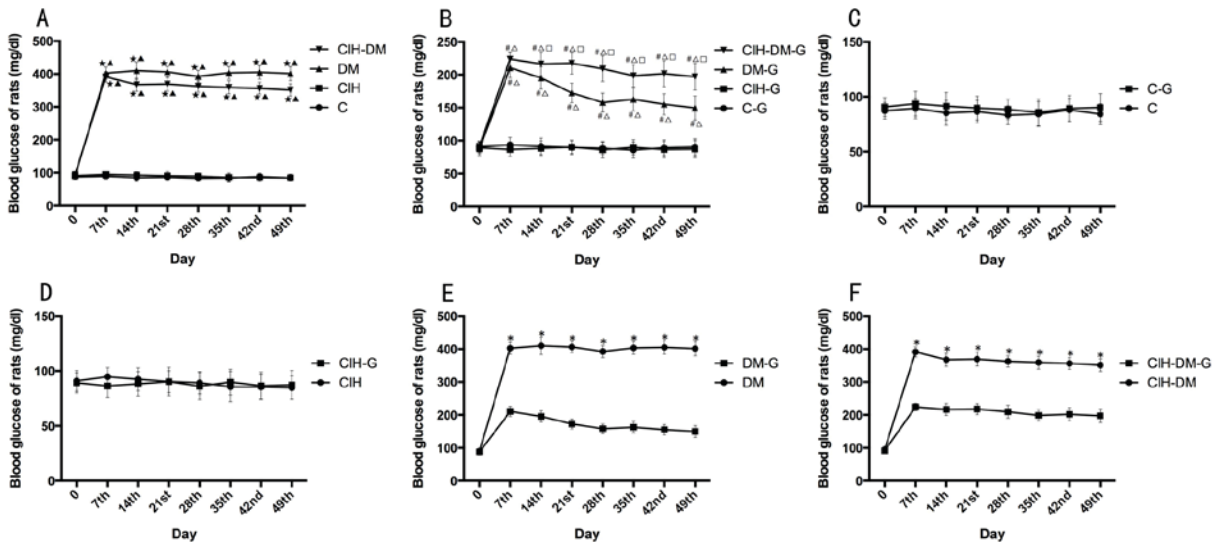 A
Blood glucose of rats (mg/dl)
500
400
300
200
100
0
★▲ ★▲ ★▲ ★▲ ★▲ ★▲ ★▲
★▲ ★▲ ★▲ ★▲ ★▲ ★▲ ★▲
CIH-DM
DM
CIH
C
0 7th 14th 21st 28th 35th 42nd 49th
Day
B
Blood glucose of rats (mg/dl)
250
200
150
100
50
0
#△ #△□ #△□ #△□ #△□ #△□ #△□
#△ #△ #△ #△ #△ #△ #△
CIH-DM-G
DM-G
CIH-G
C-G
0 7th 14th 21st 28th 35th 42nd 49th
Day
C
Blood glucose of rats (mg/dl)
150
100
50
0
C-G
C
0 7th 14th 21st 28th 35th 42nd 49th
Day
D
Blood glucose of rats (mg/dl)
150
100
50
0
CIH-G
CIH
0 7th 14th 21st 28th 35th 42nd 49th
Day
E
Blood glucose of rats (mg/dl)
500
400
300
200
100
0
* * * * * * *
DM-G
DM
0 7th 14th 21st 28th 35th 42nd 49th
Day
F
Blood glucose of rats (mg/dl)
500
400
300
200
100
0
* * * * * * *
CIH-DM-G
CIH-DM
0 7th 14th 21st 28th 35th 42nd 49th
Day